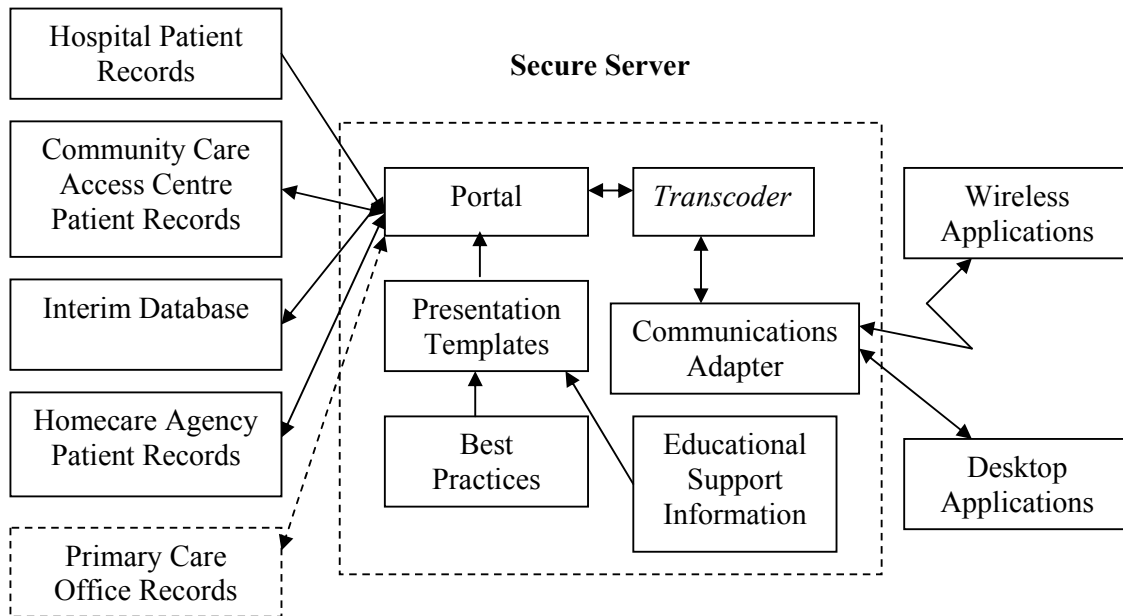 Hospital Patient
Records
Community Care
Access Centre
Patient Records
Interim Database
Homecare Agency
Patient Records
Primary Care
Office Records
Secure Server
Portal
Transcoder
Presentation
Templates
Communications
Adapter
Best
Practices
Educational
Support
Information
Wireless
Applications
Desktop
Applications